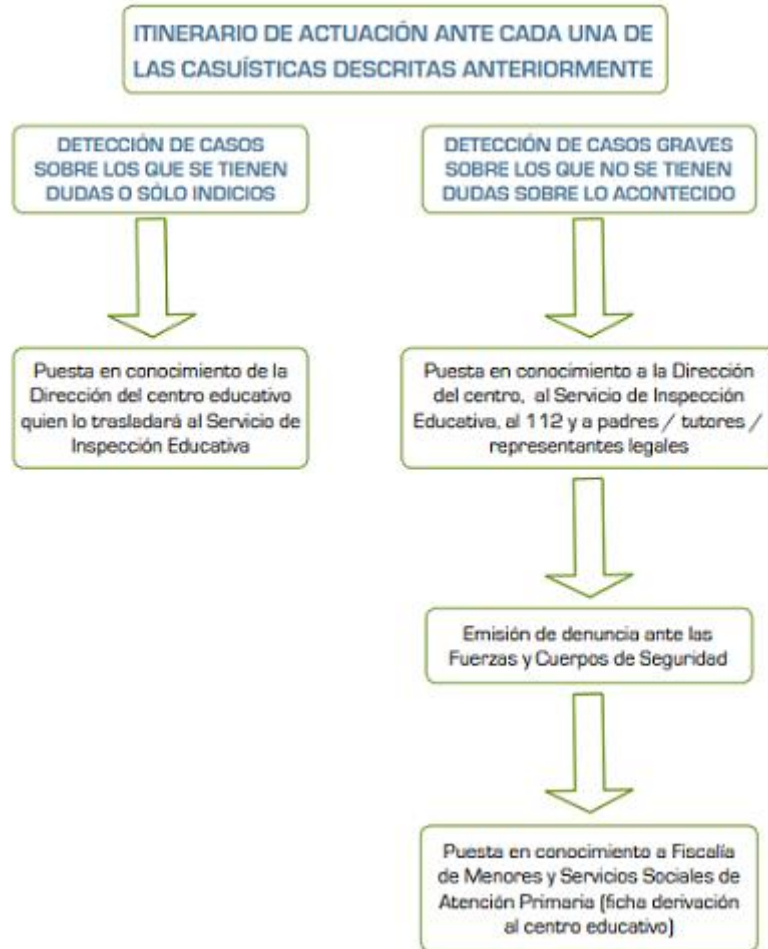 ITINERARIO DE ACTUACIÓN ANTE CADA UNA DE
LAS CASUÍSTICAS DESCRITAS ANTERIORMENTE
DETECCIÓN DE CASOS
SOBRE LOS QUE SE TIENEN
DUDAS O SÓLO INDICIOS
DETECCIÓN DE CASOS GRAVES
SOBRE LOS QUE NO SE TIENEN
DUDAS SOBRE LO ACONTECIDO
Puesta en conocimiento de la
Dirección del centro educativo
quien lo trasladará al Servicio de
Inspección Educativa
Puesta en conocimiento a la Dirección
del centro, al Servicio de Inspección
Educativa, al 112 y a padres / tutores /
representantes legales
Emisión de denuncia ante las
Fuerzas y Cuerpos de Seguridad
Puesta en conocimiento a Fiscalía
de Menores y Servicios Sociales de
Atención Primaria (ficha derivación
al centro educativo)